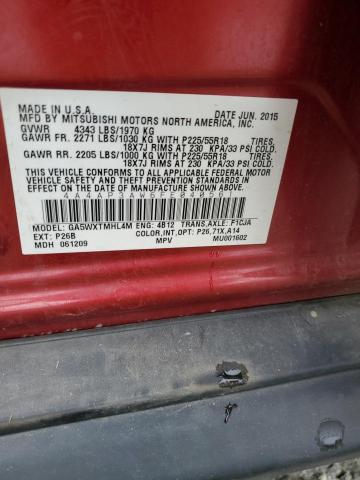 MADE IN U.S.A. DATE JUN. 2015
MFD BY MITSUBISHI MOTORS NORTH AMERICA, INC.
GVWR 4343 LBS/1970 KG
GAWR FR. 2271 LBS/1030 KG WITH P225/55R18 TIRES,
18X7J RIMS AT 230 KPA/33 PSI COLD.
GAWR RR. 2205 LBS/1000 KG WITH P225/55R18 TIRES,
18X7J RIMS AT 230 KPA/33 PSI COLD.
THIS VEHICLE CONFORMS TO ALL APPLICABLE FEDERAL MOTOR
VEHICLE SAFETY AND THEFT PREVENTION STANDARDS IN
EFFECT ON THE DATE OF MANUFACTURE SHOWN ABOVE.
4A4AP3AW6FE040561
MODEL: GA5WXTMHL4M ENG: 4B12 TRANS,AXLE: F1CJA
EXT: P26B COLOR,INT,OPT: P26,71X,A14
MDH 061209 MPV MU001602